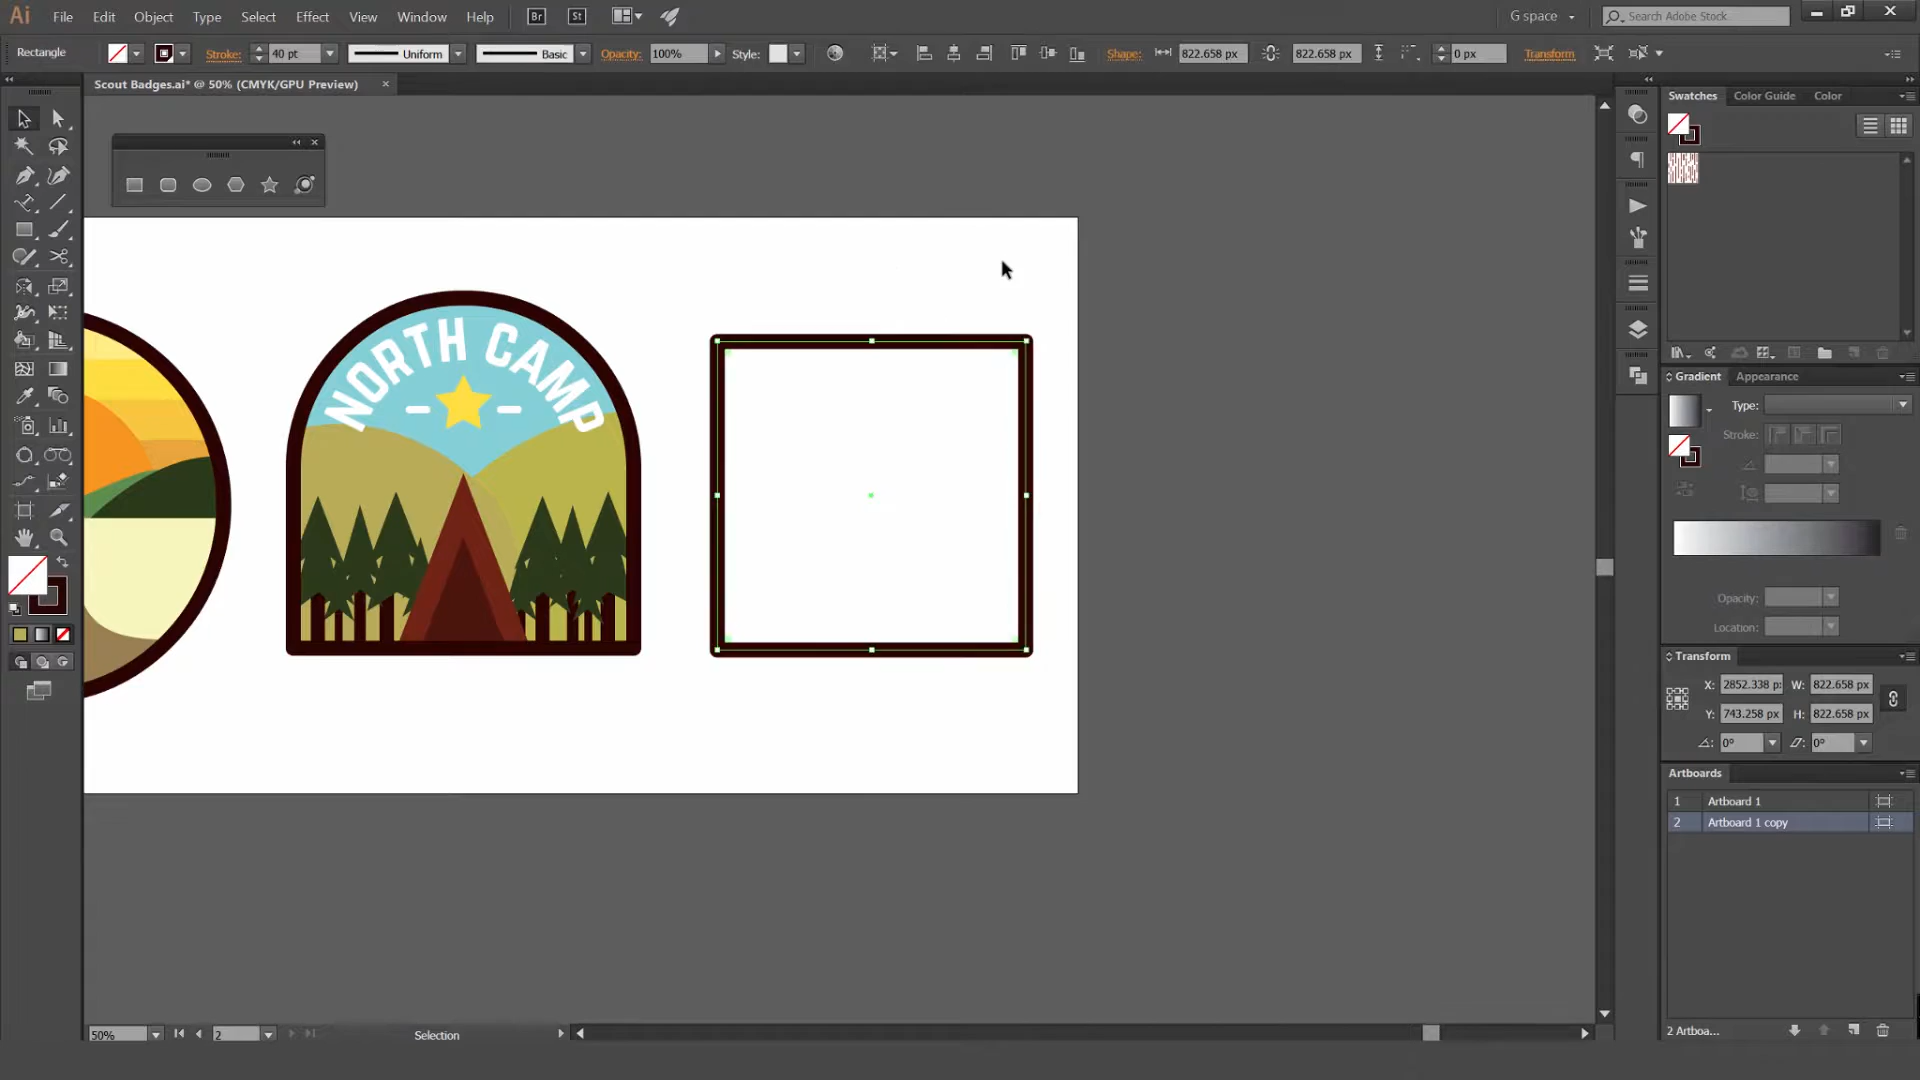 Ai File Edit Object Type Select Effect View Window Help Br St G space Search Adobe Stock
Rectangle Stroke: 40 pt Uniform Basic Opacity: 100% Style: Shape: 822.658 px 822.658 px 0 px Transform
Scout Badges.ai* @ 50% (CMYK/GPU Preview)
Swatches Color Guide Color
NORTH CAMP
Gradient Appearance
Type:
Stroke:
Opacity:
Location:
Transform
X: 2852.338 p: W: 822.658 px
Y: 743.258 px H: 822.658 px
0° 0°
Artboards
1 Artboard 1
2 Artboard 1 copy
2 Artboa...
50% 2 Selection